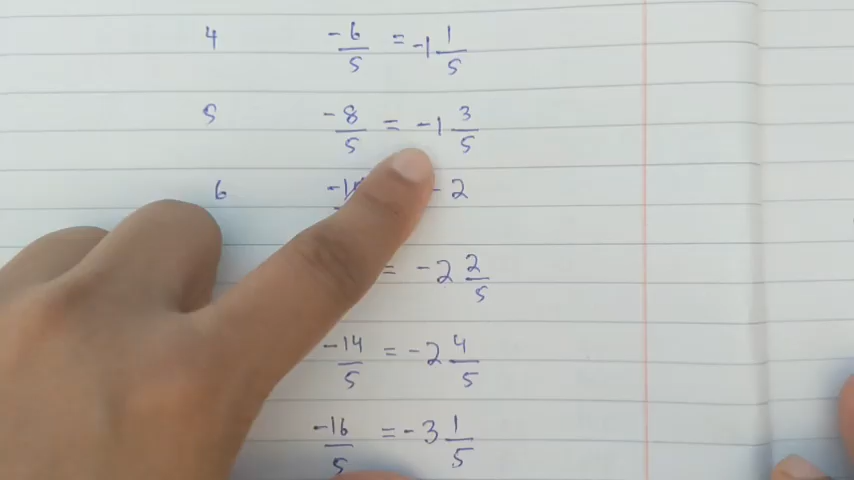 4 -6/5 = -1 1/5
5 -8/5 = -1 3/5
6 - 2
= -2 2/5
-14/5 = -2 4/5
-16/5 = -3 1/5